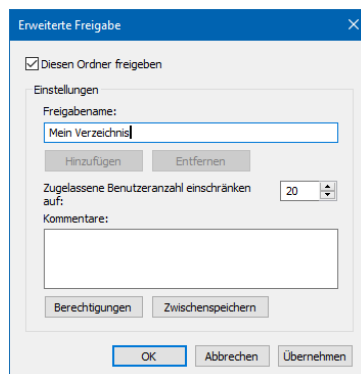 Erweiterte Freigabe
Diesen Ordner freigeben
Einstellungen
Freigabename:
Mein Verzeichnis
Hinzufügen Entfernen
Zugelassene Benutzeranzahl einschränken
auf:
20
Kommentare:
Berechtigungen Zwischenspeichern
OK Abbrechen Übernehmen